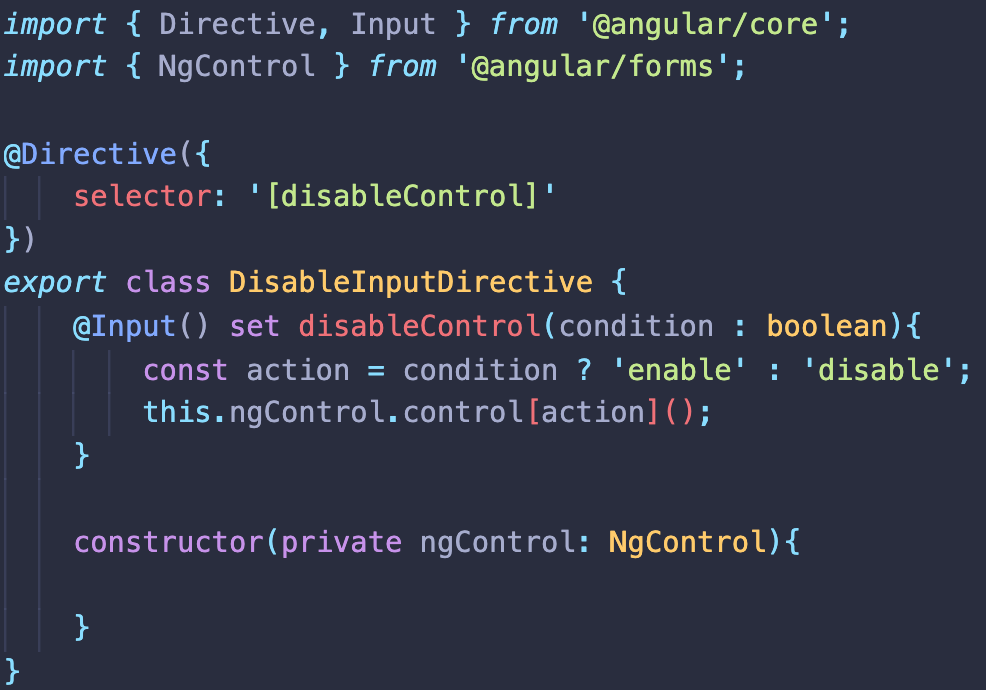 import { Directive, Input } from '@angular/core';
import { NgControl } from '@angular/forms';

@Directive({
    selector: '[disableControl]'
})
export class DisableInputDirective {
    @Input() set disableControl(condition : boolean){
        const action = condition ? 'enable' : 'disable';
        this.ngControl.control[action]();
    }

    constructor(private ngControl: NgControl){

    }
}